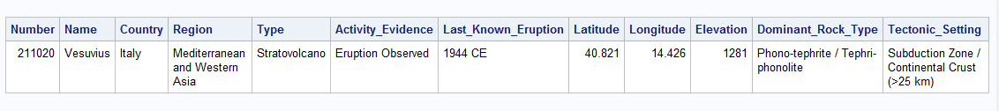 Number Name Country Region Type Activity_Evidence Last_Known_Eruption Latitude Longitude Elevation Dominant_Rock_Type Tectonic_Setting
211020 Vesuvius Italy Mediterranean Stratovolcano Eruption Observed 1944 CE 40.821 14.426 1281 Phono-tephrite / Tephri- Subduction Zone /
and Western phonolite Continental Crust
Asia (>25 km)